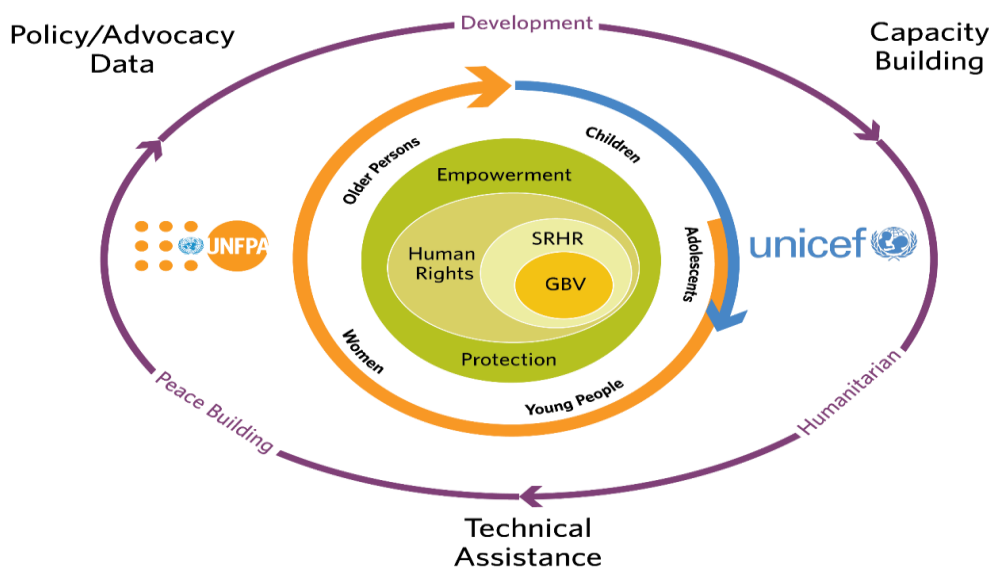 Development
Policy/Advocacy
Data
Capacity
Building
Children
Older Persons
Empowerment
Human
Rights
SRHR
GBV
Adolescents
UNFPA
unicef
Protection
Women
Young People
Peace Building
Humanitarian
Technical
Assistance